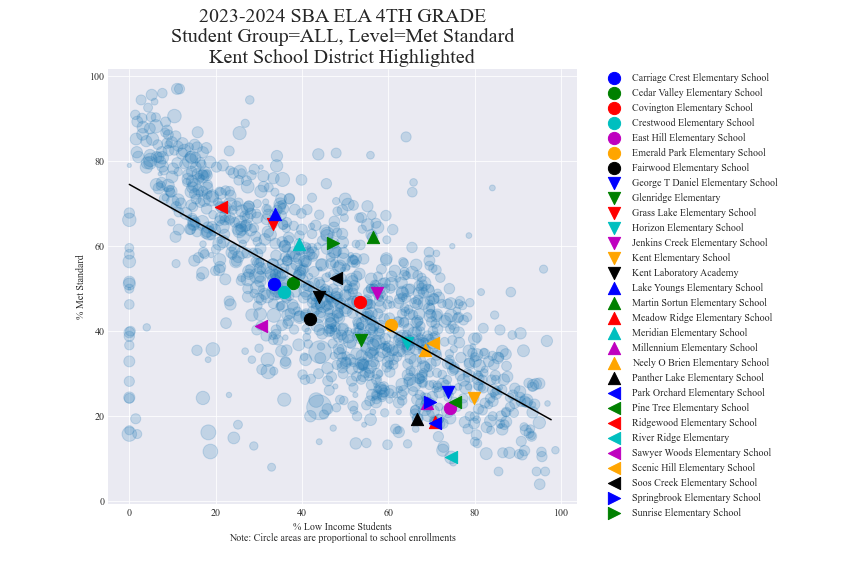 2023-2024 SBA ELA 4TH GRADE
Student Group=ALL, Level=Met Standard
Kent School District Highlighted
% Met Standard
100
80
60
40
20
0
0 20 40 60 80 100
% Low Income Students
Note: Circle areas are proportional to school enrollments
Carriage Crest Elementary School
Cedar Valley Elementary School
Covington Elementary School
Crestwood Elementary School
East Hill Elementary School
Emerald Park Elementary School
Fairwood Elementary School
George T Daniel Elementary School
Glenridge Elementary
Grass Lake Elementary School
Horizon Elementary School
Jenkins Creek Elementary School
Kent Elementary School
Kent Laboratory Academy
Lake Youngs Elementary School
Martin Sortun Elementary School
Meadow Ridge Elementary School
Meridian Elementary School
Millennium Elementary School
Neely O Brien Elementary School
Panther Lake Elementary School
Park Orchard Elementary School
Pine Tree Elementary School
Ridgewood Elementary School
River Ridge Elementary
Sawyer Woods Elementary School
Scenic Hill Elementary School
Soos Creek Elementary School
Springbrook Elementary School
Sunrise Elementary School